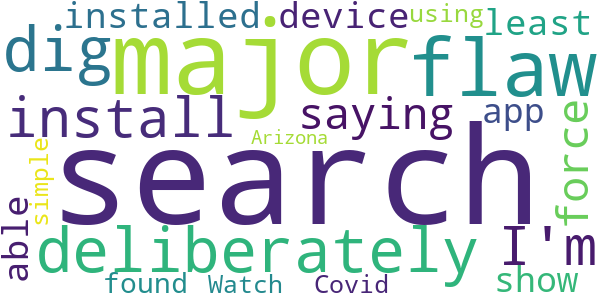 installed device using least
dig major flaw
install saying app
Arizona
search
force
simple
able
deliberately I'm
found Watch Covid show